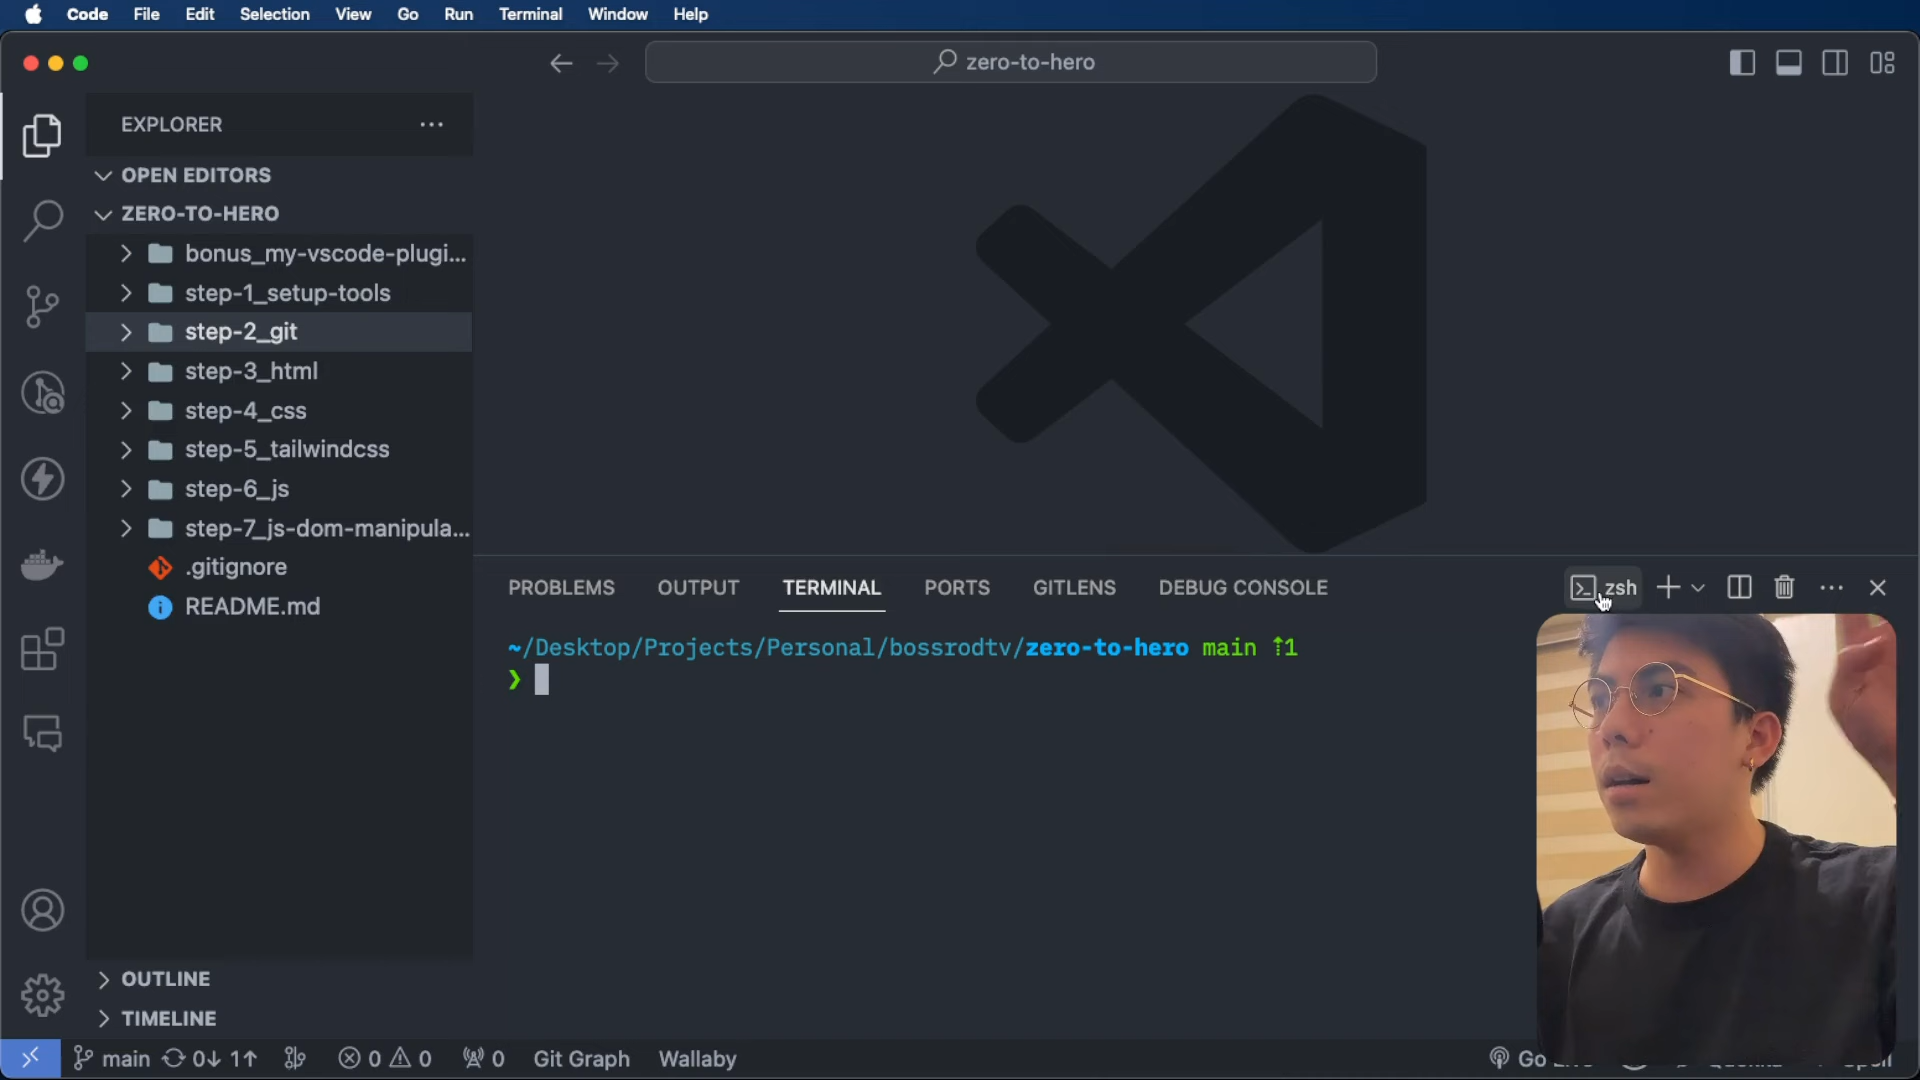 Code File Edit Selection View Go Run Terminal Window Help
zero-to-hero
EXPLORER
OPEN EDITORS
ZERO-TO-HERO
bonus_my-vscode-plugi...
step-1_setup-tools
step-2_git
step-3_html
step-4_css
step-5_tailwindcss
step-6_js
step-7_js-dom-manipula...
.gitignore
README.md
OUTLINE
TIMELINE
PROBLEMS OUTPUT TERMINAL PORTS GITLENS DEBUG CONSOLE zsh
~/Desktop/Projects/Personal/bossrodtv/zero-to-hero main ⇡1
❯
main 0↓ 1↑ 0 0 0 Git Graph Wallaby Go